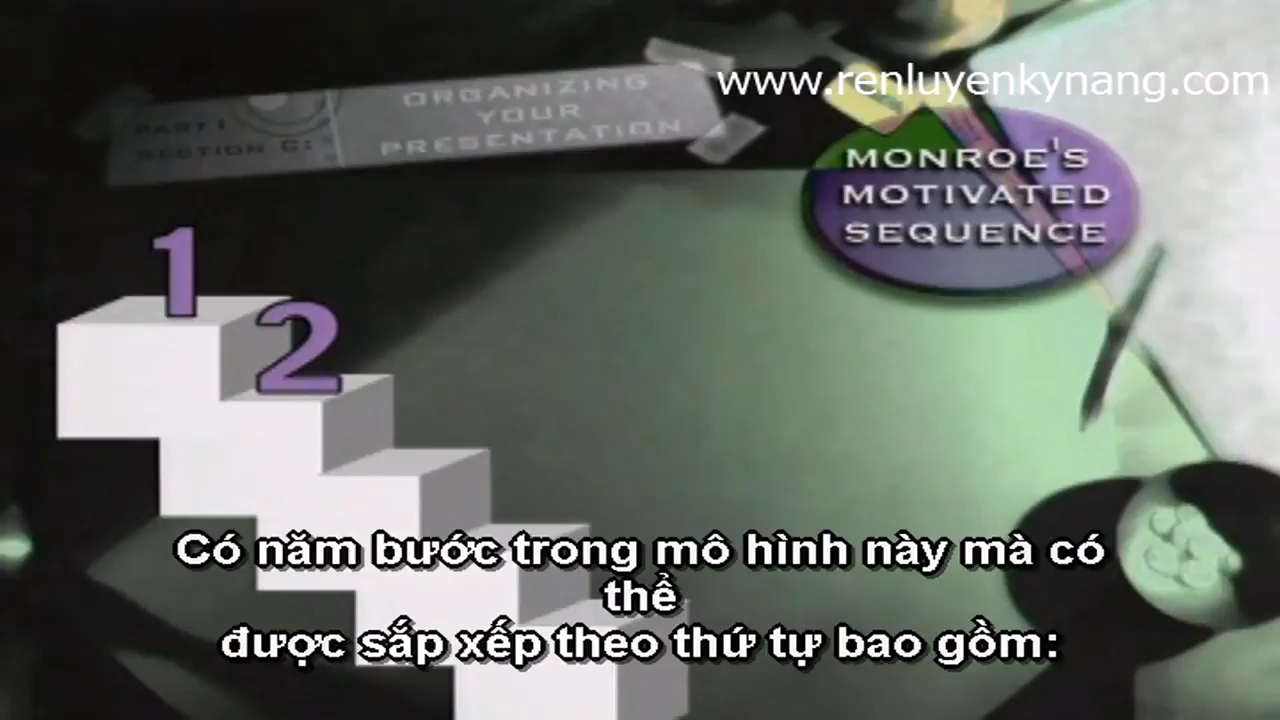 www.renluyenkynang.com
ORGANIZING
YOUR
PRESENTATION
PART I
SECTION C:
MONROE'S
MOTIVATED
SEQUENCE
1
2
Có năm bước trong mô hình này mà có
thể
được sắp xếp theo thứ tự bao gồm: